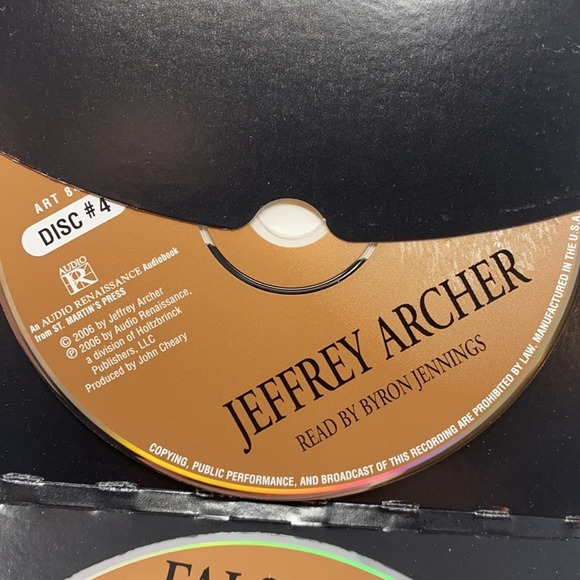 DISC #4
AUDIO
R
An AUDIO RENAISSANCE Audiobook
from ST. MARTIN'S PRESS
© 2006 by Jeffrey Archer
℗ 2006 by Audio Renaissance,
a division of Holtzbrinck
Publishers, LLC
Produced by John Cheary
JEFFREY ARCHER
READ BY BYRON JENNINGS
COPYING, PUBLIC PERFORMANCE, AND BROADCAST OF THIS RECORDING ARE PROHIBITED BY LAW. MANUFACTURED IN THE U.S.A.